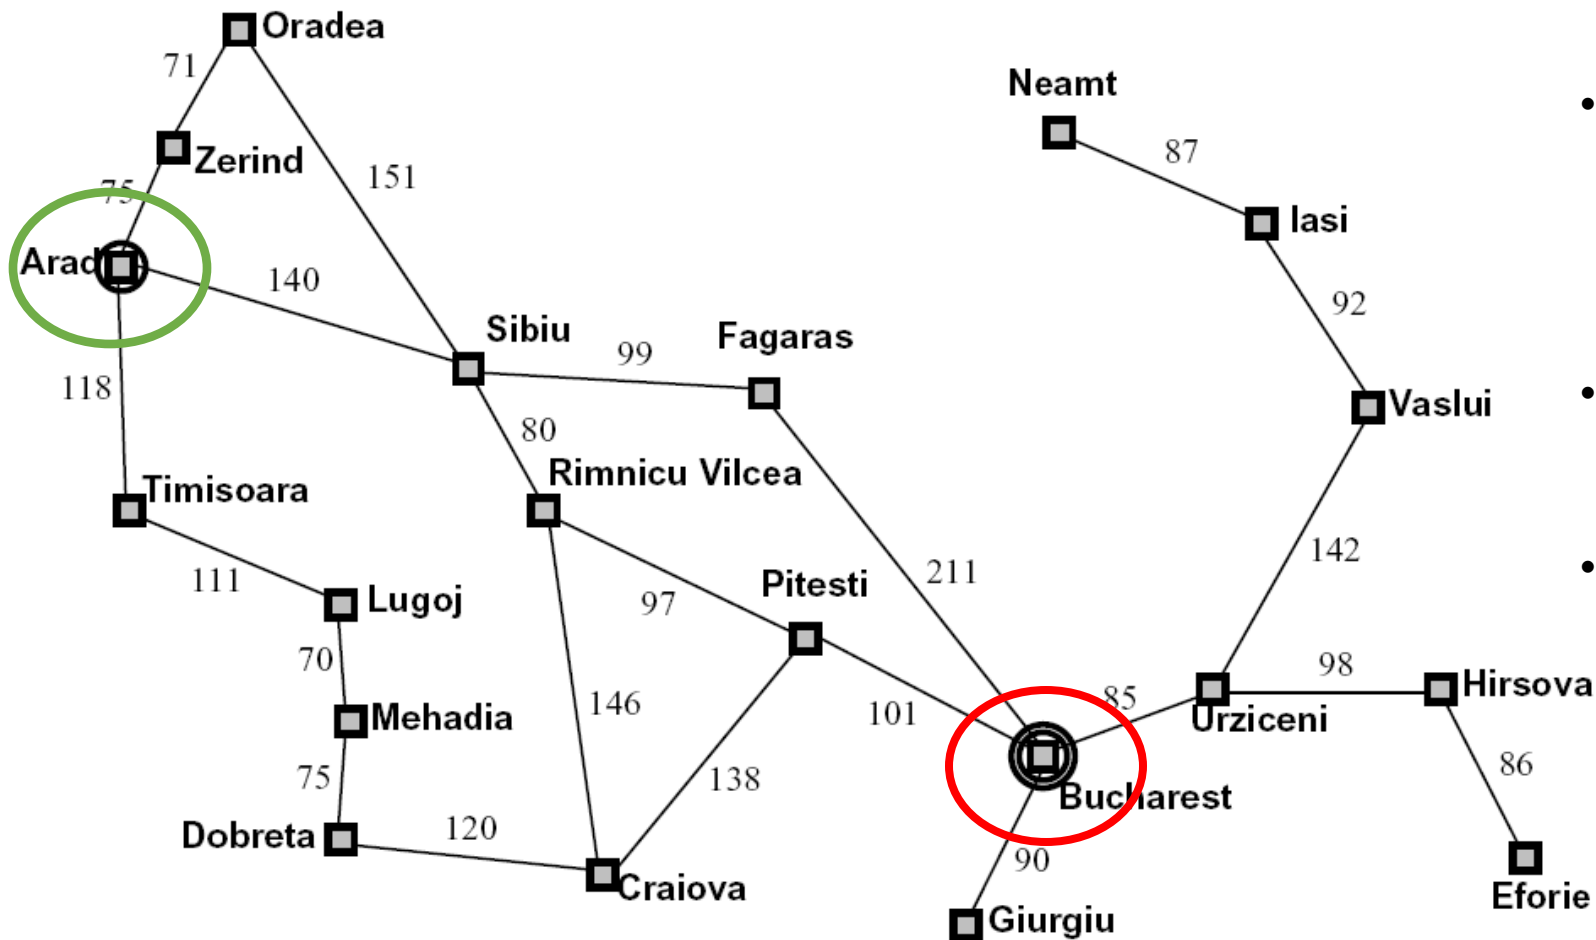 Oradea
71
Neamt
87
Zerind
151
75
Iasi
Arad
140
92
Sibiu
Fagaras
99
118
Vaslui
80
Rimnicu Vilcea
Timisoara
142
211
111
Pitesti
97
Lugoj
70
98
Hirsova
146
101
85
Mehadia
Urziceni
75
138
86
Bucharest
Dobreta
120
90
Craiova
Eforie
Giurgiu